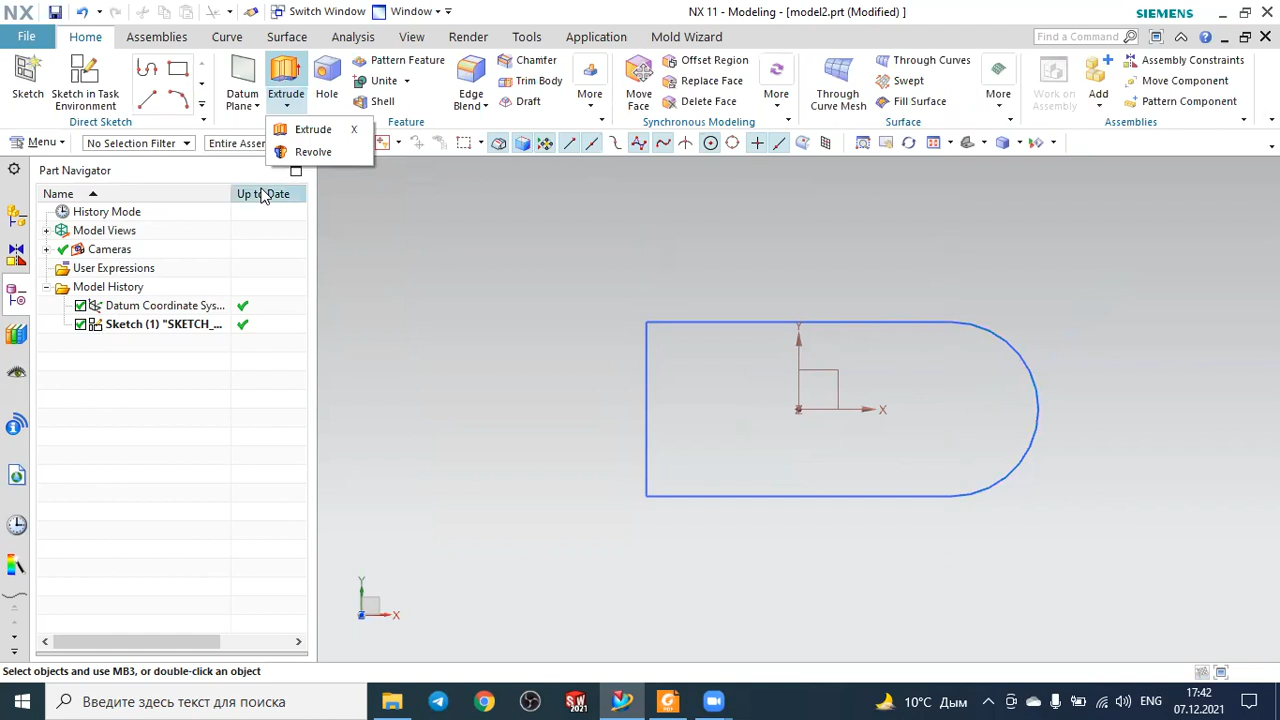 NX
Switch Window
Window
NX 11 - Modeling - [model2.prt (Modified) ]
SIEMENS
File
Home
Assemblies
Curve
Surface
Analysis
View
Render
Tools
Application
Mold Wizard
Find a Command
Sketch
Sketch in Task
Environment
Direct Sketch
Datum
Plane
Extrude
Hole
Pattern Feature
Unite
Shell
Edge
Blend
Chamfer
Trim Body
Draft
More
Feature
Move
Face
Offset Region
Replace Face
Delete Face
More
Synchronous Modeling
Through
Curve Mesh
Through Curves
Swept
Fill Surface
More
Surface
Work on
Assembly
Add
Assembly Constraints
Move Component
Pattern Component
Assemblies
Extrude X
Revolve
Menu
No Selection Filter
Entire Assem
Part Navigator
Name
Up to Date
History Mode
Model Views
Cameras
User Expressions
Model History
Datum Coordinate Sys...
Sketch (1) "SKETCH_...
Y
X
Z
Y
X
Select objects and use MB3, or double-click an object
Введите здесь текст для поиска
SW
2021
10°C Дым
ENG
17:42
07.12.2021